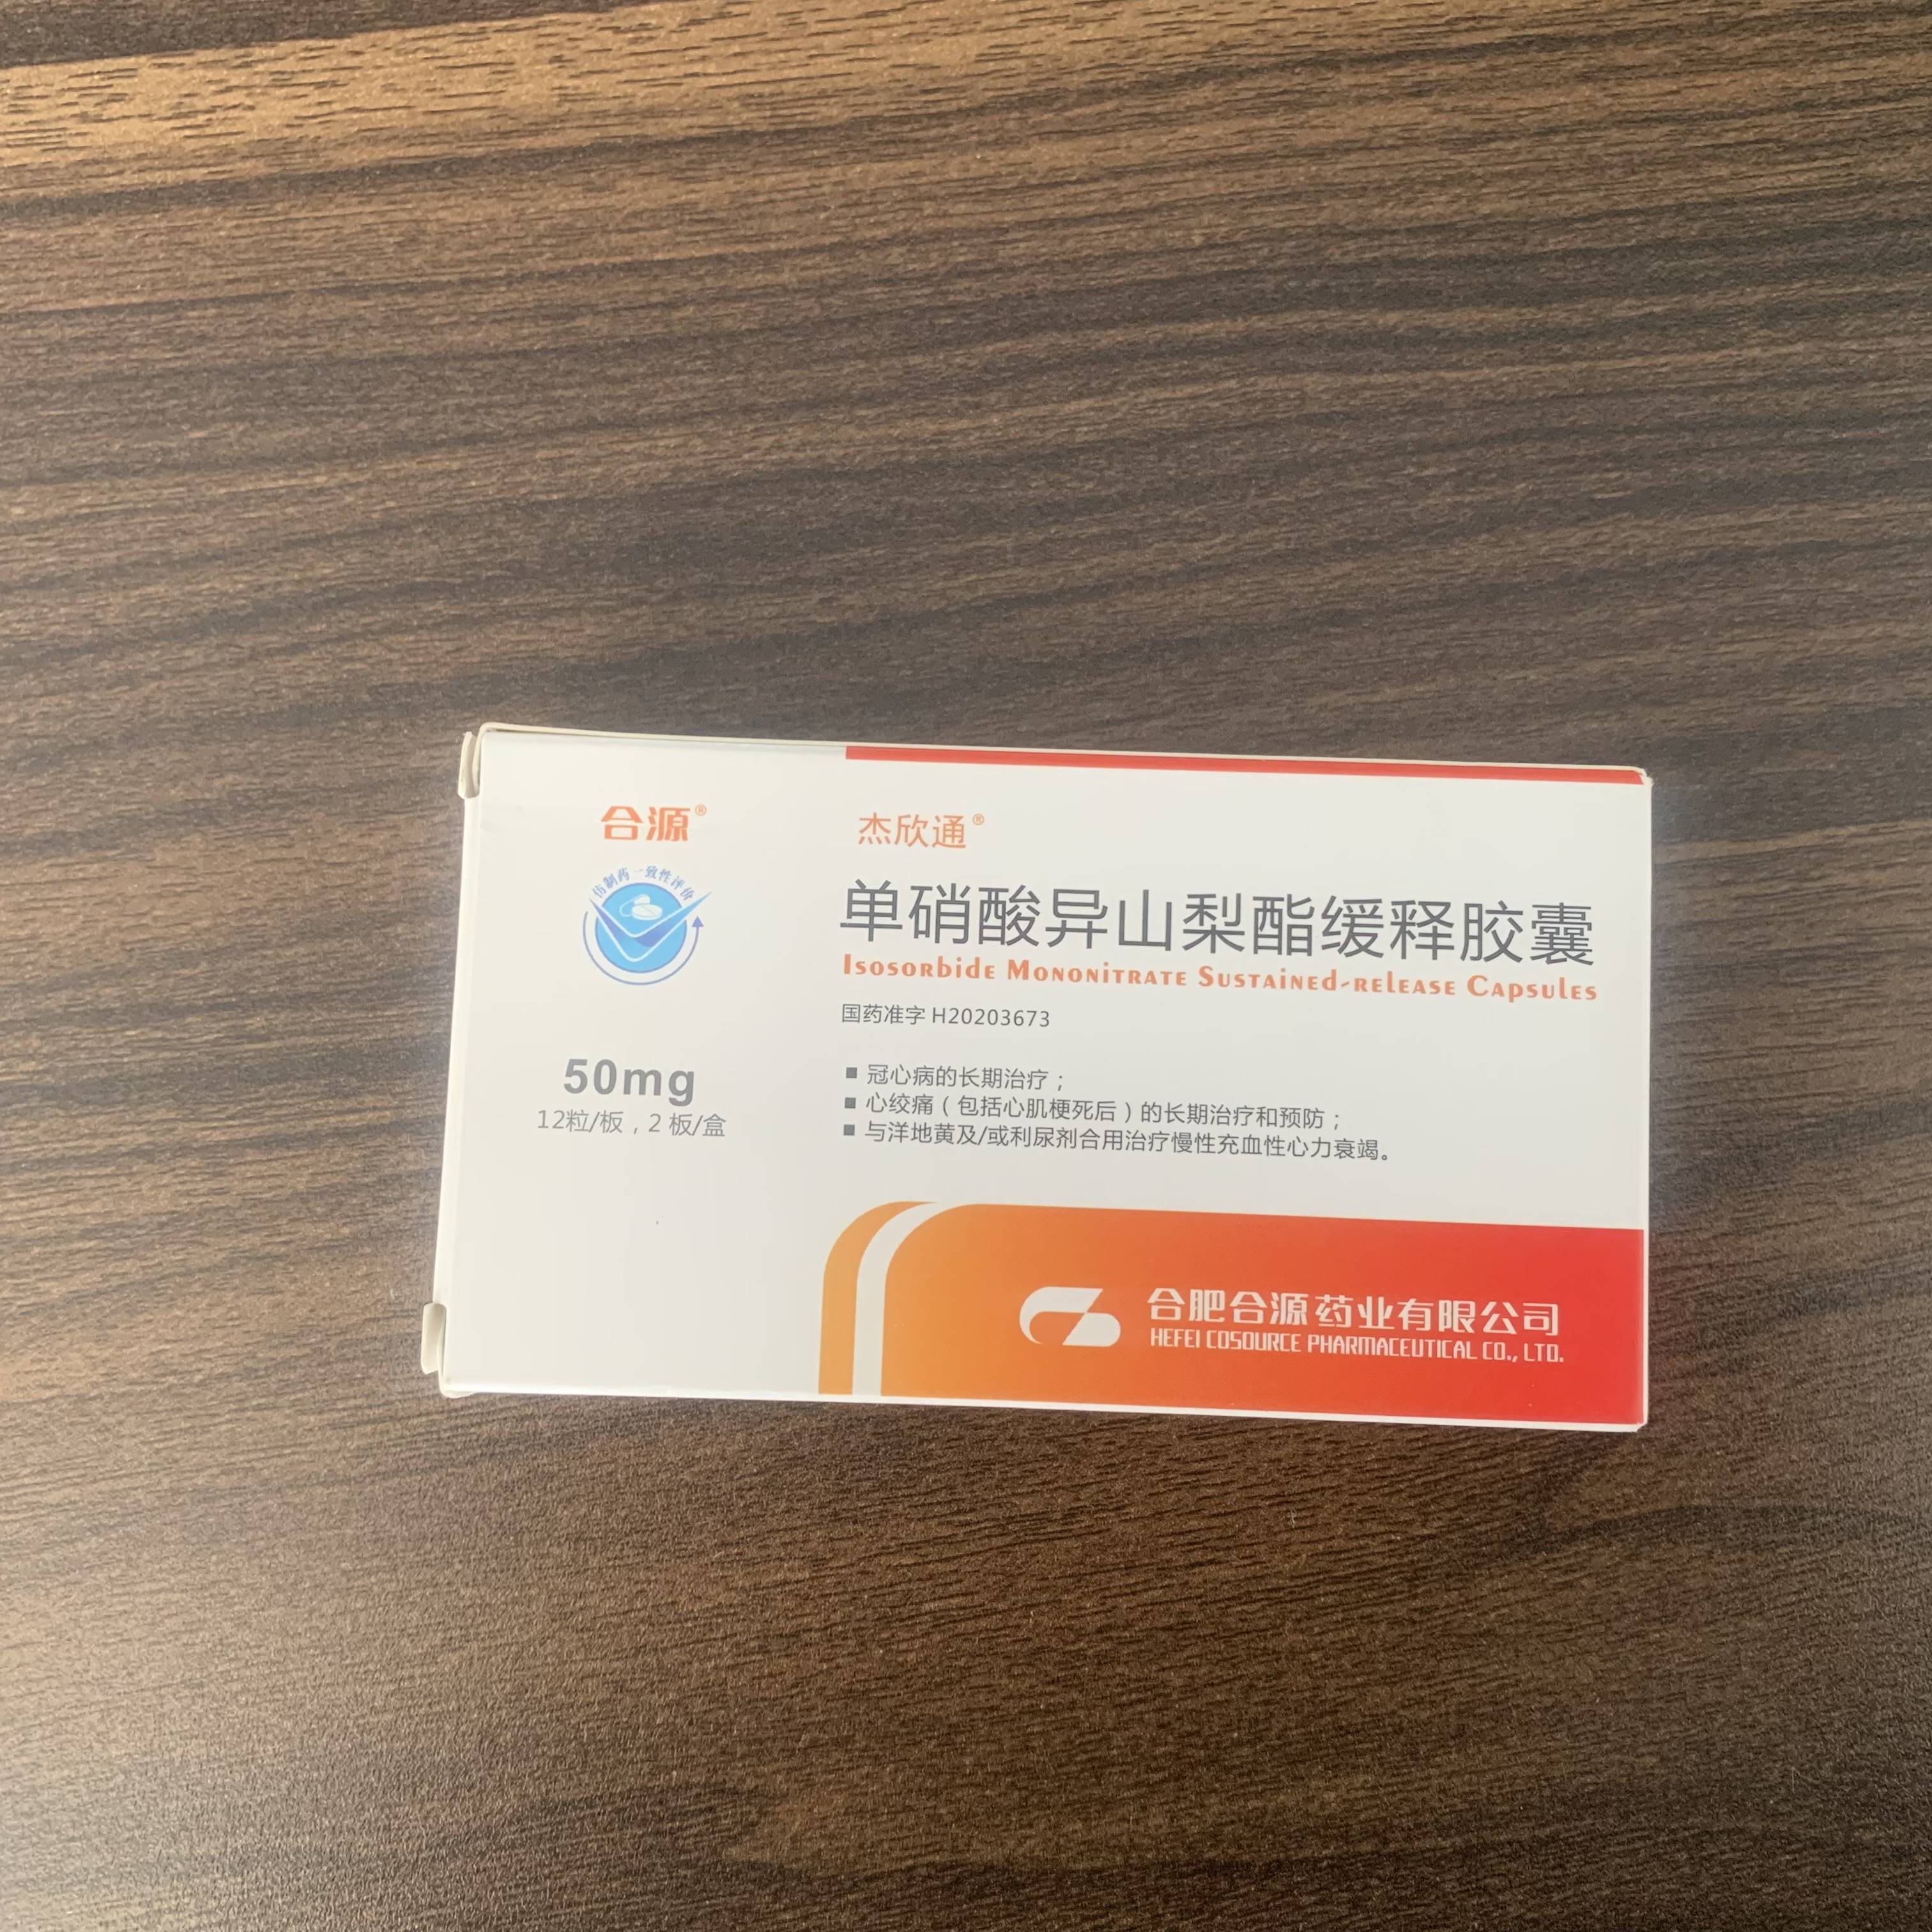 合源®
仿制药一致性评价
50mg
12粒/板，2板/盒
杰欣通®
单硝酸异山梨酯缓释胶囊
Isosorbide Mononitrate Sustained-release Capsules
国药准字 H20203673
■ 冠心病的长期治疗；
■ 心绞痛（包括心肌梗死后）的长期治疗和预防；
■ 与洋地黄及/或利尿剂合用治疗慢性充血性心力衰竭。
合肥合源药业有限公司
HEFEI COSOURCE PHARMACEUTICAL CO., LTD.